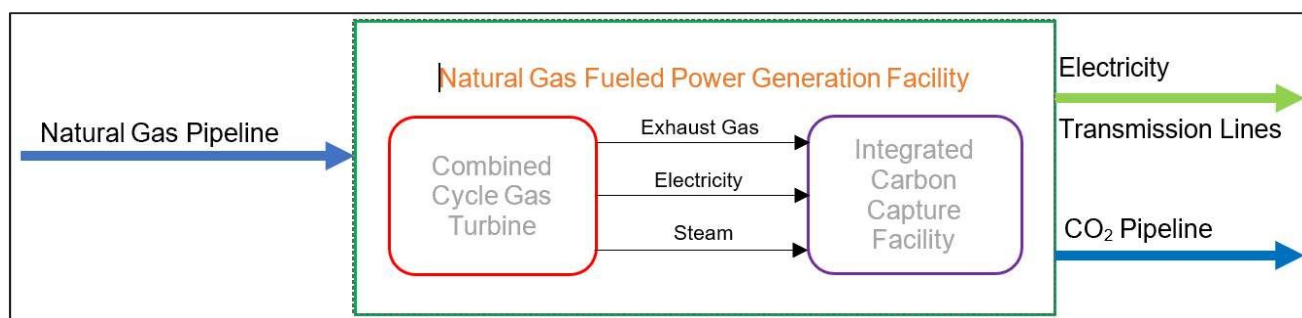 Natural Gas Fueled Power Generation Facility
Natural Gas Pipeline
Combined
Cycle Gas
Turbine
Exhaust Gas
Electricity
Steam
Integrated
Carbon
Capture
Facility
Electricity
Transmission Lines
CO₂ Pipeline